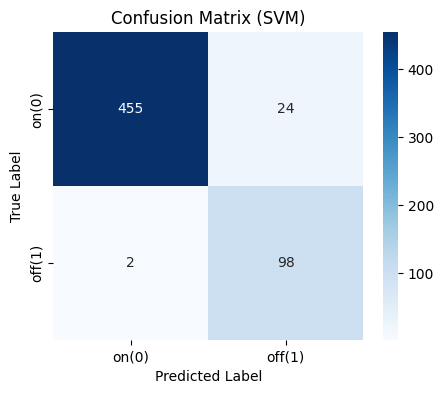 Confusion Matrix (SVM)
True Label
on(0)
455
24
off(1)
2
98
on(0)
off(1)
Predicted Label
400
300
200
100